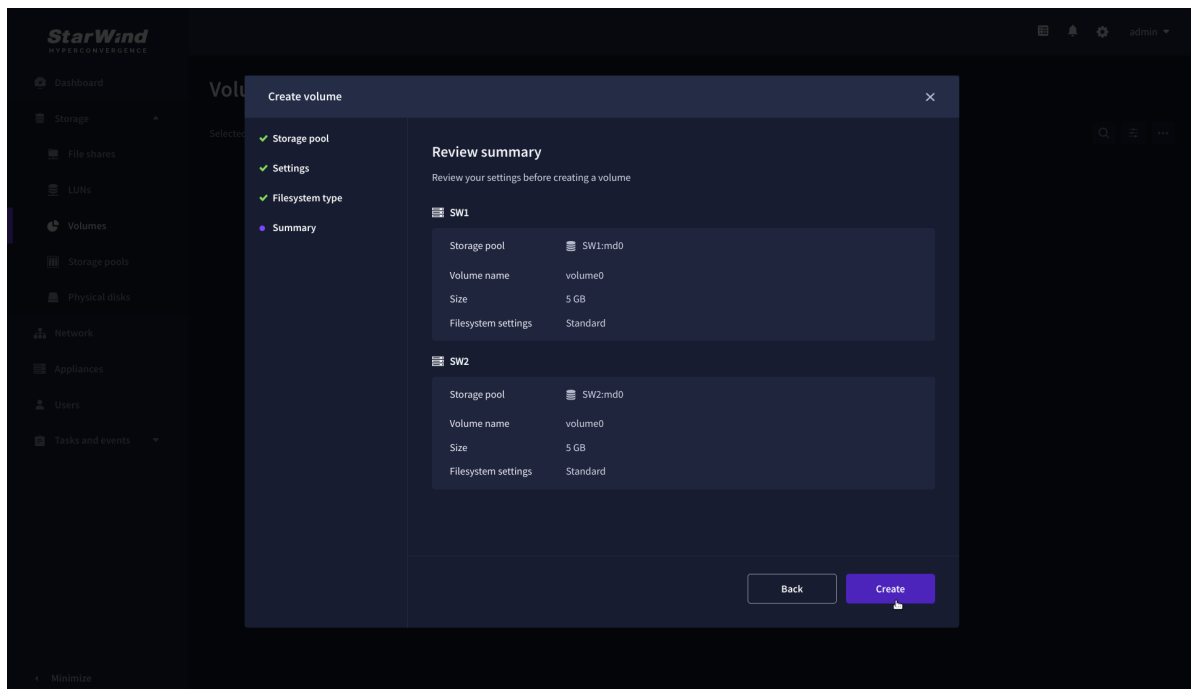 StarWind
HYPERCONVERGENCE
admin
Dashboard
Storage
File shares
LUNs
Volumes
Storage pools
Physical disks
Network
Appliances
Users
Tasks and events
Minimize
Volu
Selected
Create volume
Storage pool
Settings
Filesystem type
Summary
Review summary
Review your settings before creating a volume
SW1
Storage pool SW1:md0
Volume name volume0
Size 5 GB
Filesystem settings Standard
SW2
Storage pool SW2:md0
Volume name volume0
Size 5 GB
Filesystem settings Standard
Back Create